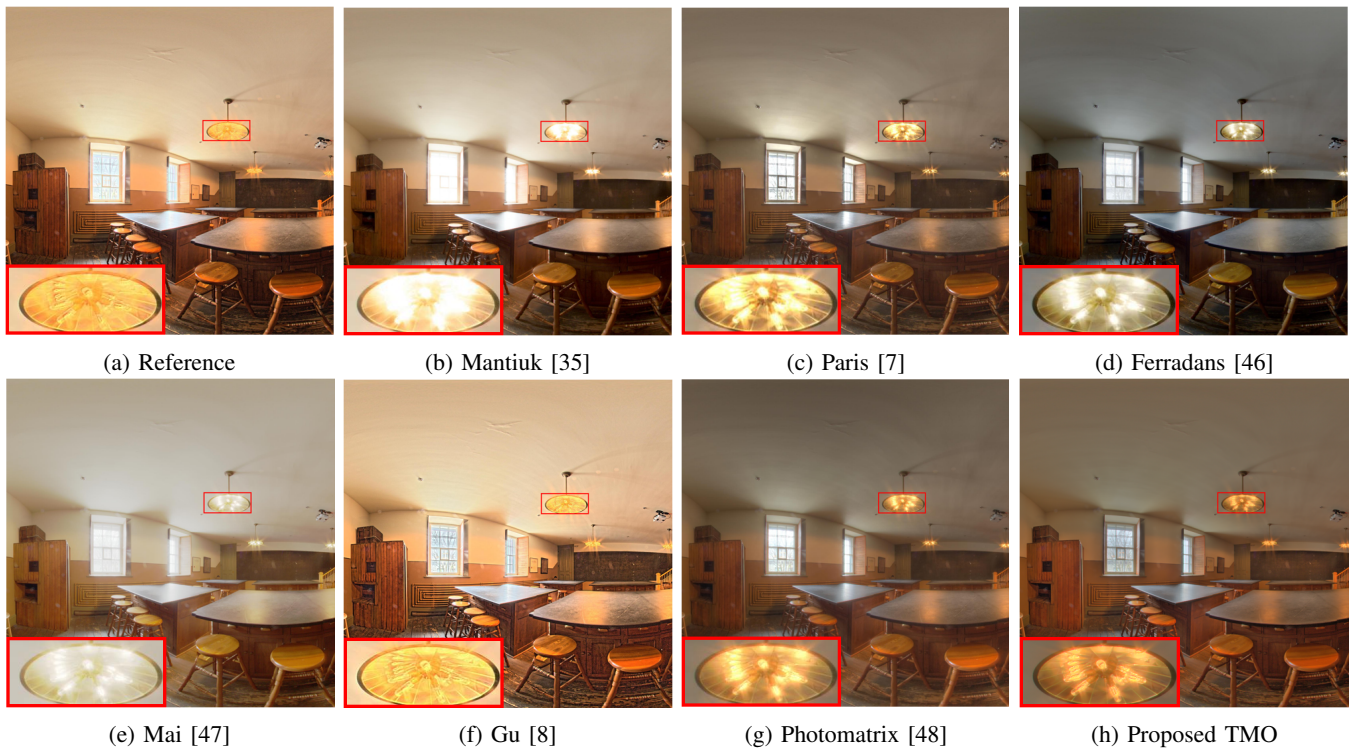 (a) Reference
(b) Mantiuk [35]
(c) Paris [7]
(d) Ferradans [46]
(e) Mai [47]
(f) Gu [8]
(g) Photomatrix [48]
(h) Proposed TMO